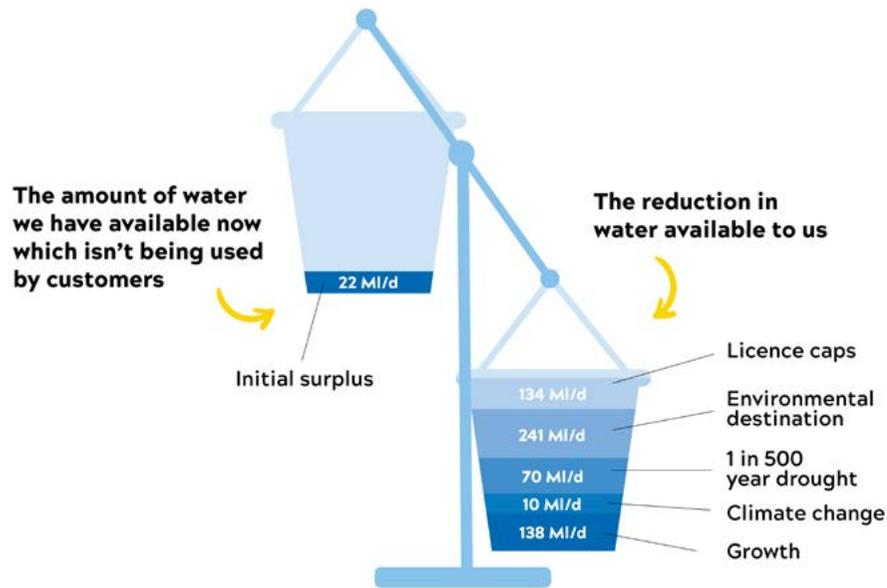 The amount of water
we have available now
which isn't being used
by customers
22 Ml/d
Initial surplus
The reduction in
water available to us
134 Ml/d
Licence caps
241 Ml/d
Environmental
destination
70 Ml/d
1 in 500
year drought
10 Ml/d
Climate change
138 Ml/d
Growth